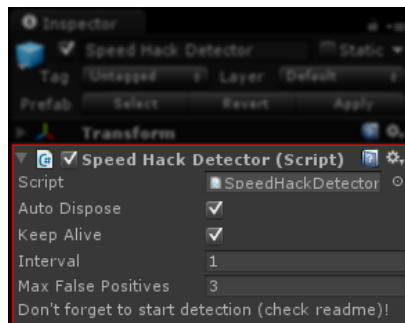 Inspector
Speed Hack Detector Static
Tag Untagged Layer Default
Prefab Select Revert Apply
Transform
Speed Hack Detector (Script)
Script SpeedHackDetector
Auto Dispose
Keep Alive
Interval 1
Max False Positives 3
Don't forget to start detection (check readme)!